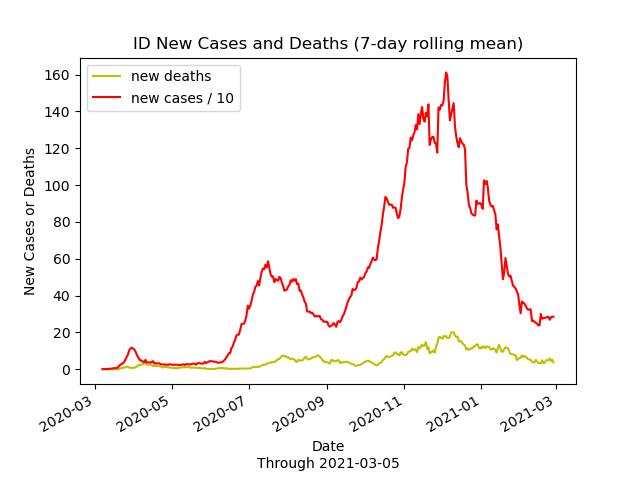 ID New Cases and Deaths (7-day rolling mean)
new deaths
new cases / 10
160
140
120
100
80
60
40
20
0
New Cases or Deaths
2020-03
2020-05
2020-07
2020-09
2020-11
2021-01
2021-03
Date
Through 2021-03-05